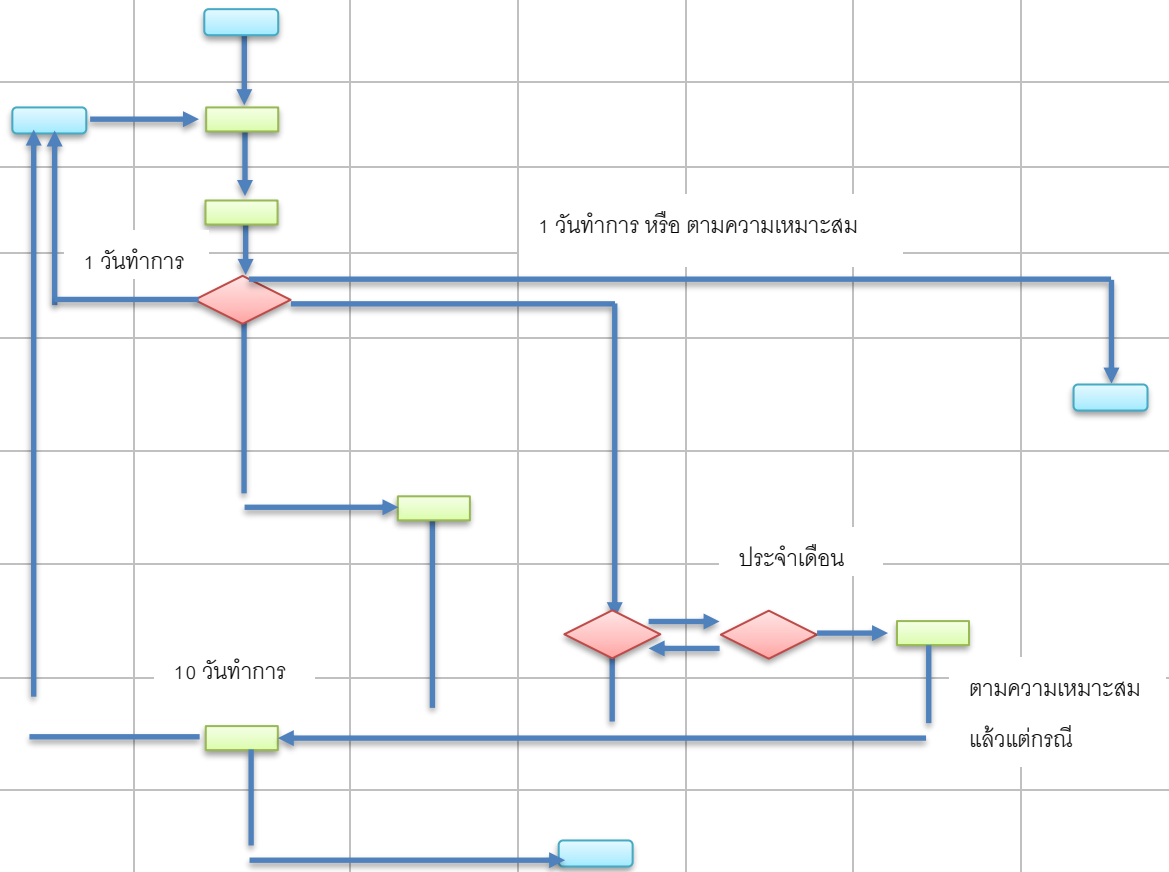 1 วันทำการ หรือ ตามความเหมาะสม
1 วันทำการ
ประจำเดือน
10 วันทำการ
ตามความเหมาะสม
แล้วแต่กรณี